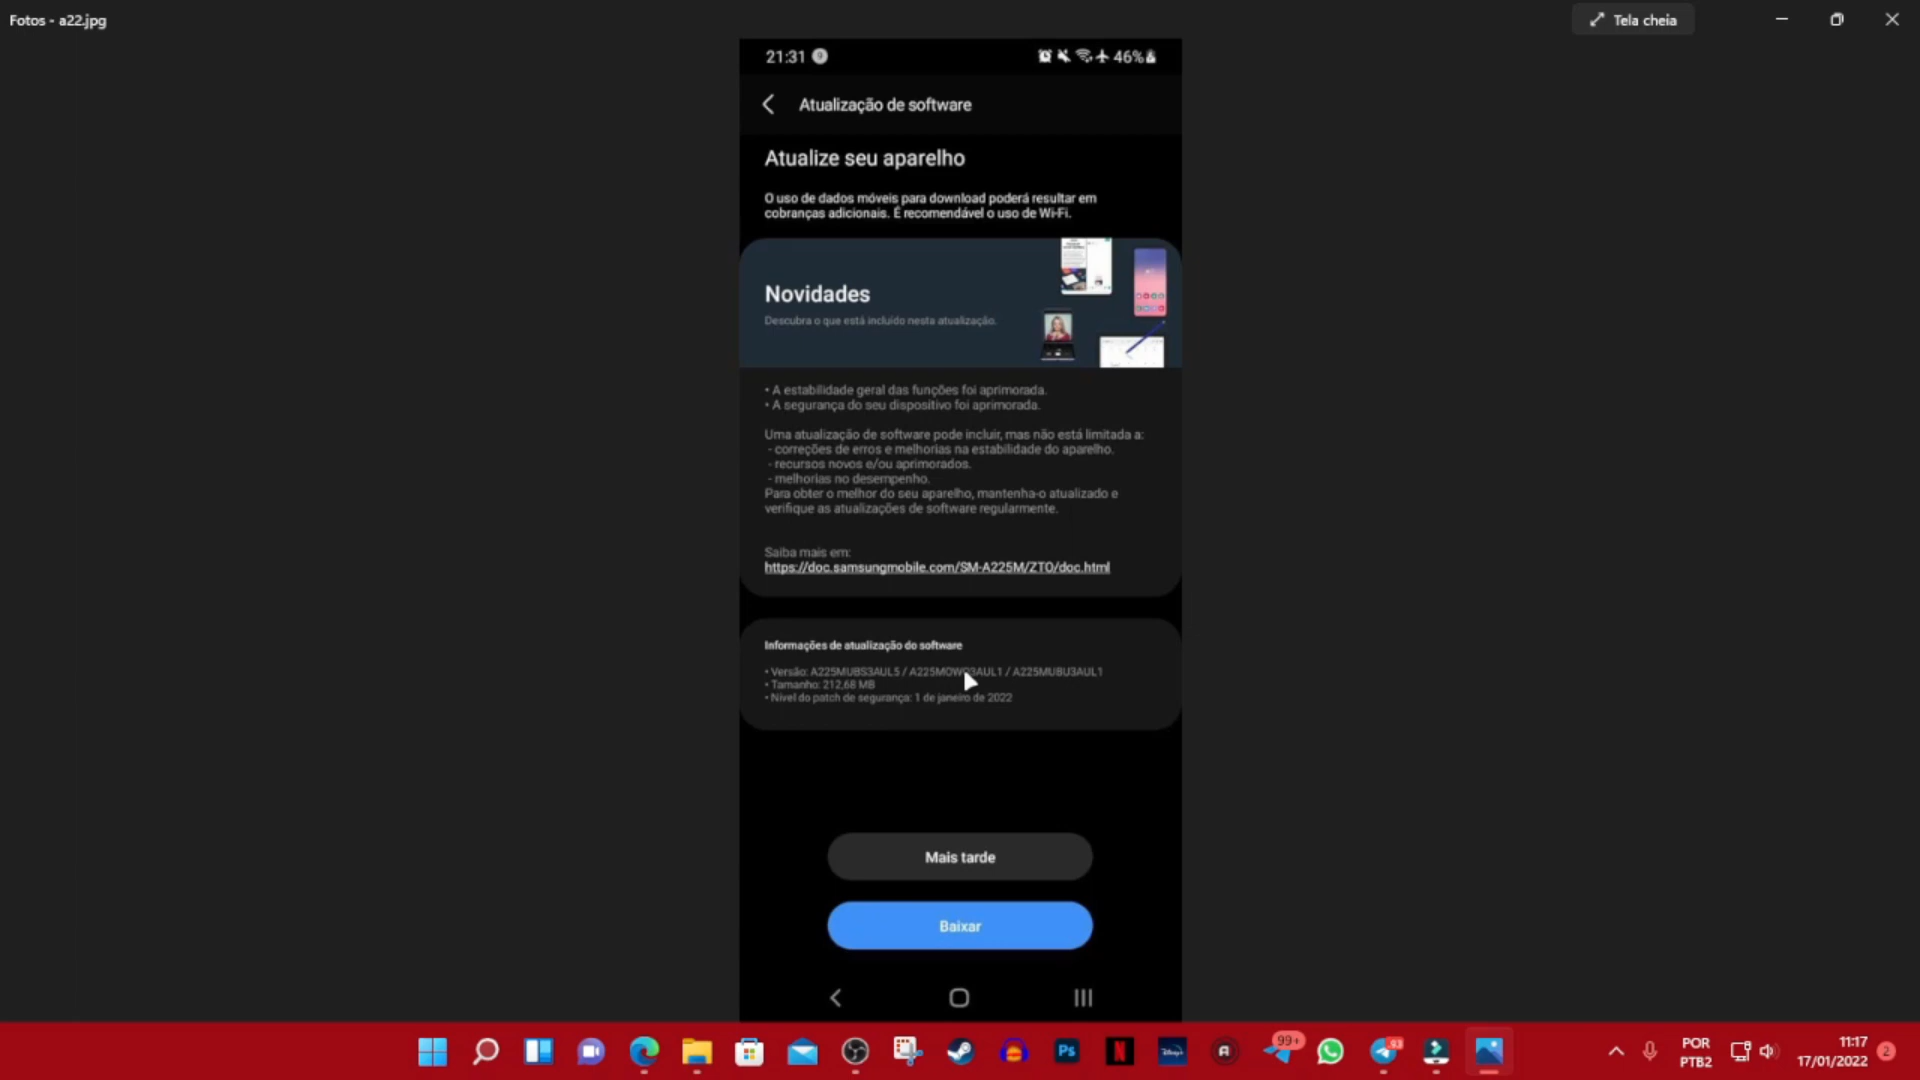 Fotos - a22.jpg
Tela cheia
21:31
46%
Atualização de software
Atualize seu aparelho
O uso de dados móveis para download poderá resultar em
cobranças adicionais. É recomendável o uso de Wi-Fi.
Novidades
Descubra o que está incluído nesta atualização.
• A estabilidade geral das funções foi aprimorada.
• A segurança do seu dispositivo foi aprimorada.
Uma atualização de software pode incluir, mas não está limitada a:
- correções de erros e melhorias na estabilidade do aparelho.
- recursos novos e/ou aprimorados.
- melhorias no desempenho.
Para obter o melhor do seu aparelho, mantenha-o atualizado e
verifique as atualizações de software regularmente.
Saiba mais em:
https://doc.samsungmobile.com/SM-A225M/ZTO/doc.html
Informações de atualização do software
• Versão: A225MUBS3AUL5 / / A225MUBU3AUL1
• Tamanho: 212,68 MB
• Nível do patch de segurança: 1 de janeiro de 2022
Mais tarde
Baixar
Ps
N
Disney+
A
99+
93
POR
PTB2
11:17
17/01/2022
2